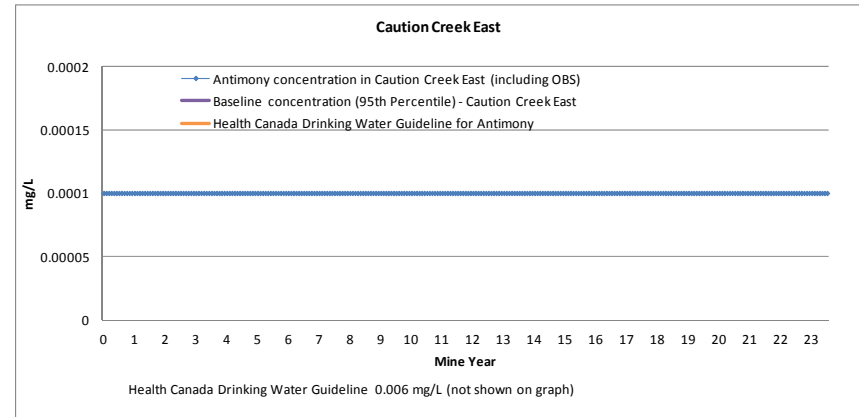 Caution Creek East
0.0002
Antimony concentration in Caution Creek East (including OBS)
Baseline concentration (95th Percentile) - Caution Creek East
Health Canada Drinking Water Guideline for Antimony
0.00015
mg/L
0.0001
0.00005
0
0 1 2 3 4 5 6 7 8 9 10 11 12 13 14 15 16 17 18 19 20 21 22 23
Mine Year
Health Canada Drinking Water Guideline 0.006 mg/L (not shown on graph)